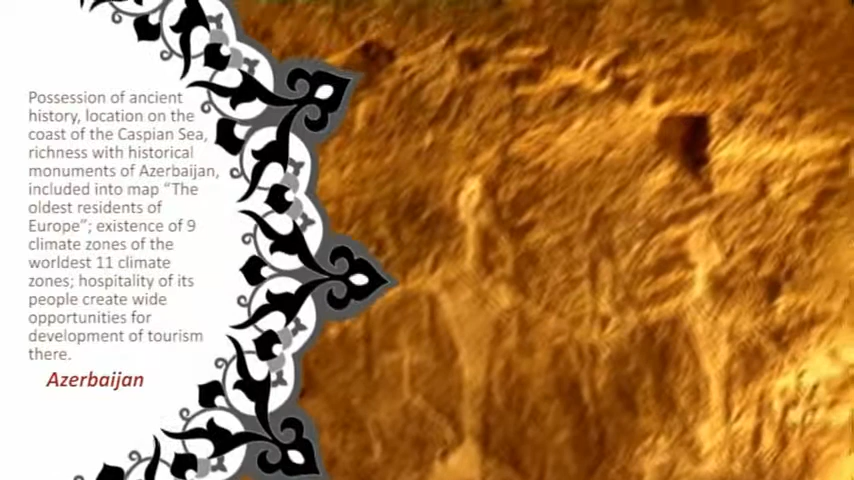 Possession of ancient
history, location on the
coast of the Caspian Sea,
richness with historical
monuments of Azerbaijan,
included into map “The
oldest residents of
Europe”; existence of 9
climate zones of the
worldest 11 climate
zones; hospitality of its
people create wide
opportunities for
development of tourism
there.
Azerbaijan